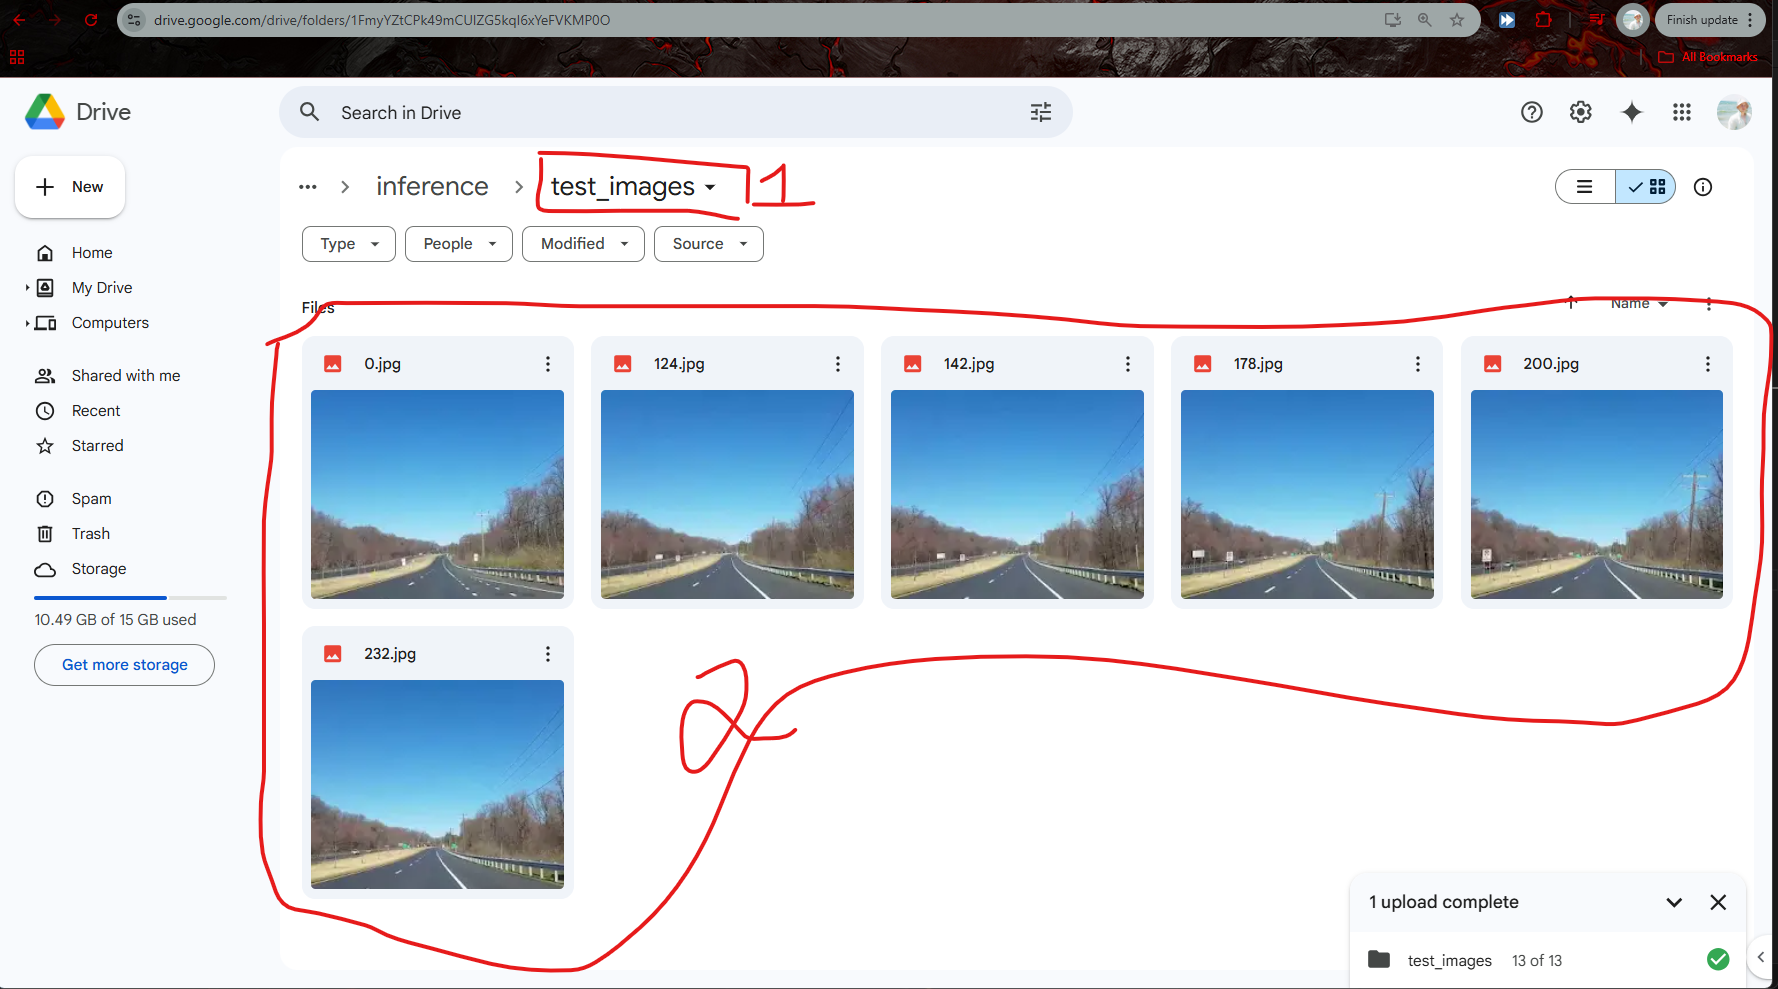 drive.google.com/drive/folders/1FmyYZtCPk49mCUIZG5kqI6xYeFVKMP0O
Finish update
All Bookmarks
Drive
Search in Drive
New
inference
test_images
1
Type
People
Modified
Source
Home
My Drive
Computers
Shared with me
Recent
Starred
Spam
Trash
Storage
10.49 GB of 15 GB used
Get more storage
Files
Name
0.jpg
124.jpg
142.jpg
178.jpg
200.jpg
232.jpg
2
1 upload complete
test_images 13 of 13